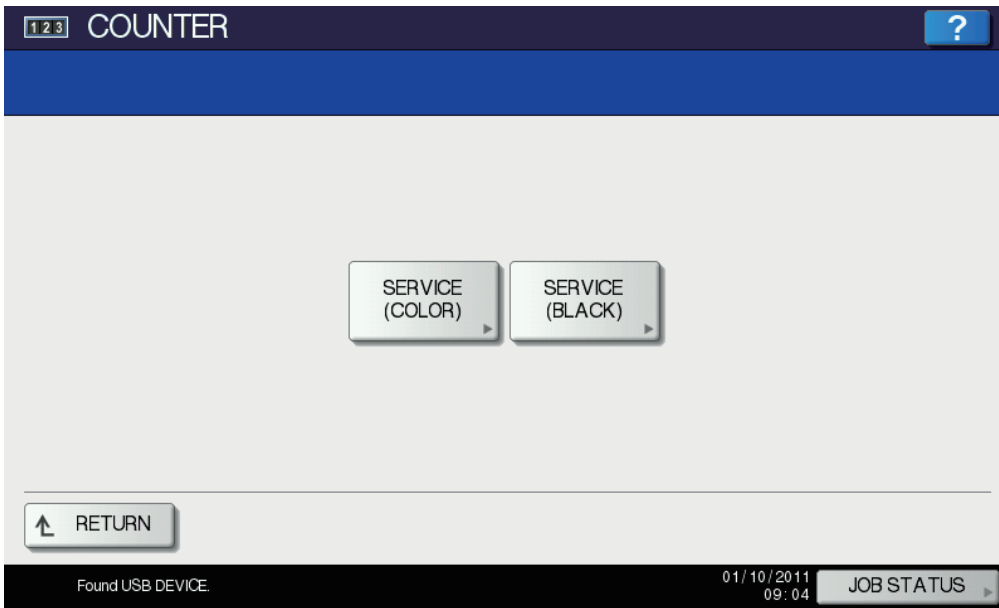 123 COUNTER ?
SERVICE
(COLOR)
SERVICE
(BLACK)
RETURN
Found USB DEVICE.
01/10/2011
09:04
JOB STATUS